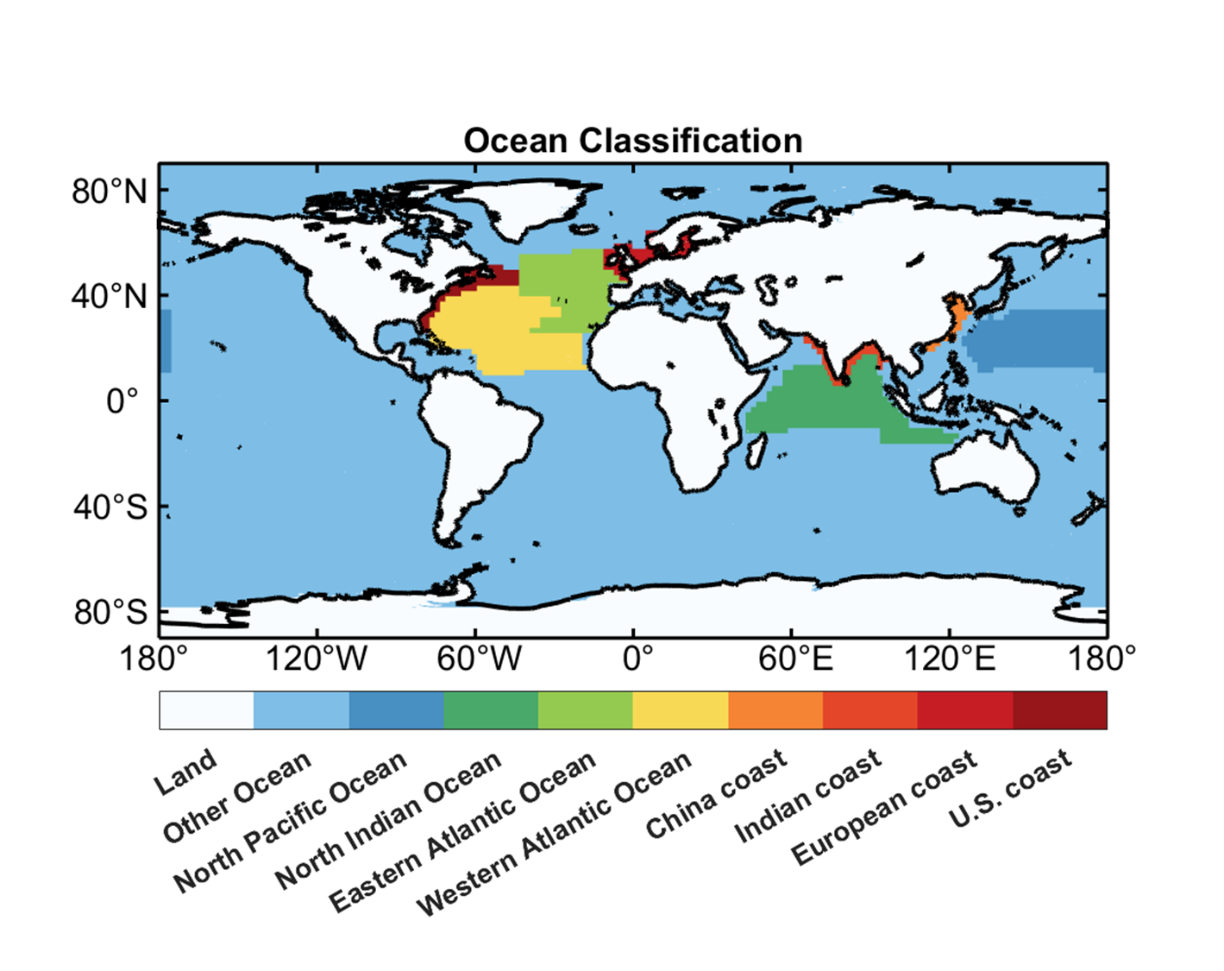 Ocean Classification
80°N
40°N
0°
40°S
80°S
180° 120°W 60°W 0° 60°E 120°E 180°
Land
Other Ocean
North Pacific Ocean
North Indian Ocean
Eastern Atlantic Ocean
Western Atlantic Ocean
China coast
Indian coast
European coast
U.S. coast